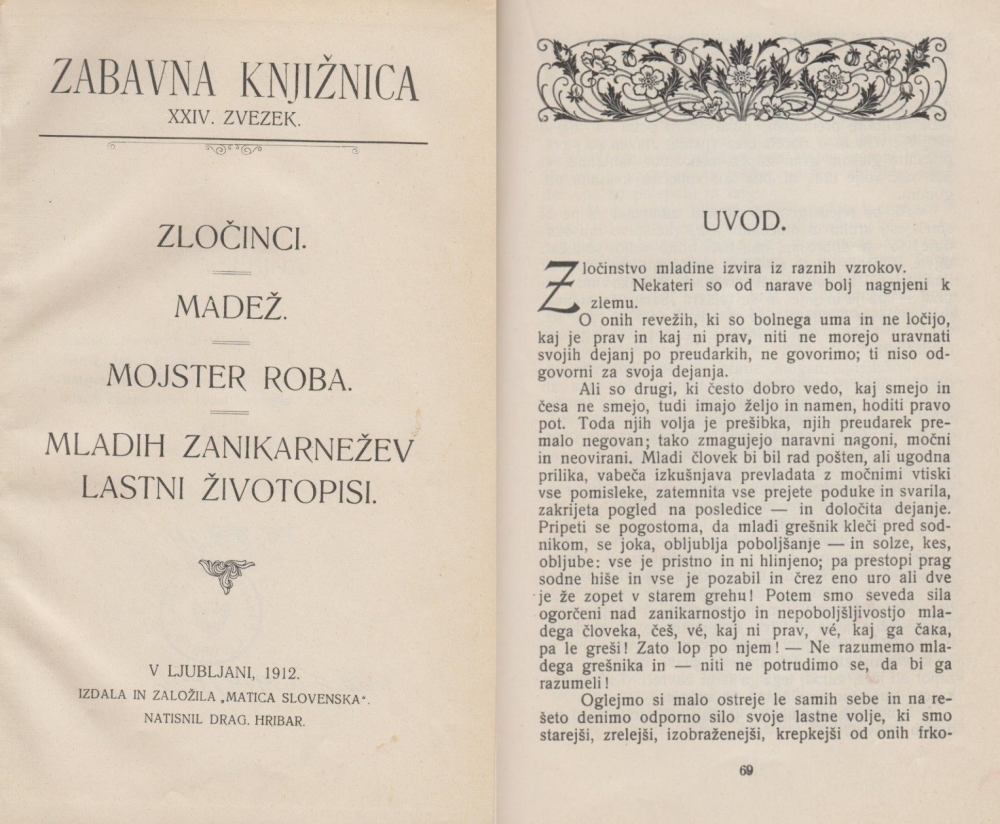 ZABAVNA KNJIŽNICA
XXIV. ZVEZEK.
ZLOČINCI.
MADEŽ.
MOJSTER ROBA.
MLADIH ZANIKARNEŽEV
LASTNI ŽIVOTOPISI.
V LJUBLJANI, 1912.
IZDALA IN ZALOŽILA „MATICA SLOVENSKA“.
NATISNIL DRAG. HRIBAR.
UVOD.
Zločinstvo mladine izvira iz raznih vzrokov.
Nekateri so od narave bolj nagnjeni k
zlemu.
O onih revežih, ki so bolnega uma in ne ločijo,
kaj je prav in kaj ni prav, niti ne morejo uravnati
svojih dejanj po preudarkih, ne govorimo; ti niso od-
govorni za svoja dejanja.
Ali so drugi, ki često dobro vedo, kaj smejo in
česa ne smejo, tudi imajo željo in namen, hoditi pravo
pot. Toda njih volja je prešibka, njih preudarek pre-
malo negovan; tako zmagujejo naravni nagoni, močni
in neovirani. Mladi človek bi bil rad pošten, ali ugodna
prilika, vabeča izkušnjava prevladata z močnimi vtiski
vse pomisleke, zatemnita vse prejete poduke in svarila,
zakrijeta pogled na posledice — in določita dejanje.
Pripeti se pogostoma, da mladi grešnik kleči pred sod-
nikom, se joka, obljublja poboljšanje — in solze, kes,
obljube: vse je pristno in ni hlinjeno; pa prestopi prag
sodne hiše in vse je pozabil in črez eno uro ali dve
je že zopet v starem grehu! Potem smo seveda sila
ogorčeni nad zanikarnostjo in nepoboljšljivostjo mla-
dega človeka, češ, vé, kaj ni prav, vé, kaj ga čaka,
pa le greši! Zato lop po njem! — Ne razumemo mla-
dega grešnika in — niti ne potrudimo se, da bi ga
razumeli!
Oglejmo si malo ostreje le samih sebe in na re-
šeto denimo odporno silo svoje lastne volje, ki smo
starejši, zrelejši, izobraženejši, krepkejši od onih frko-
69